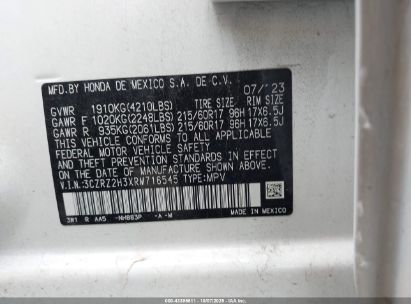 MFD.BY HONDA DE MEXICO S.A. DE C.V. 07/'23
GVWR 1910KG(4210LBS) TIRE SIZE RIM SIZE
GAWR F 1020KG(2248LBS) 215/60R17 96H 17X6.5J
GAWR R 935KG(2061LBS) 215/60R17 96H 17X6.5J
THIS VEHICLE CONFORMS TO ALL APPLICABLE
FEDERAL MOTOR VEHICLE SAFETY
AND THEFT PREVENTION STANDARDS IN EFFECT ON
THE DATE OF MANUFACTURE SHOWN ABOVE.
V.I.N.:3CZRZ2H3XRM716545 TYPE:MPV
3W1 R AA5 -NH883P -A -M MADE IN MEXICO